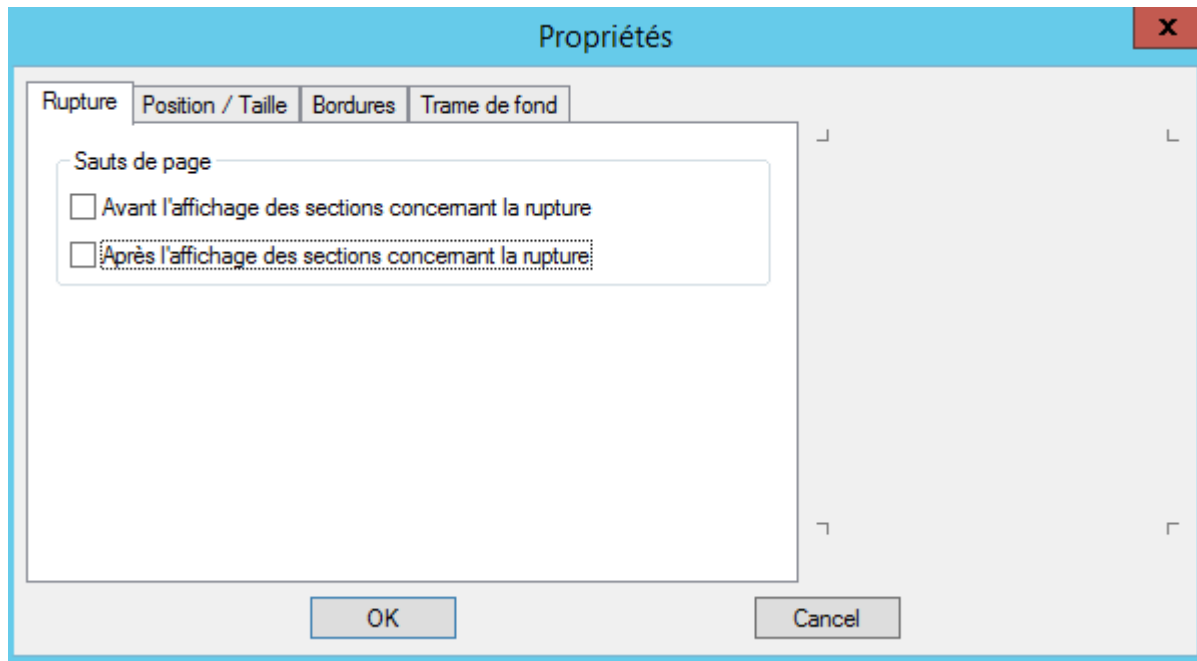 Propriétés
x
Rupture Position / Taille Bordures Trame de fond
Sauts de page
Avant l'affichage des sections concernant la rupture
Après l'affichage des sections concernant la rupture
OK Cancel